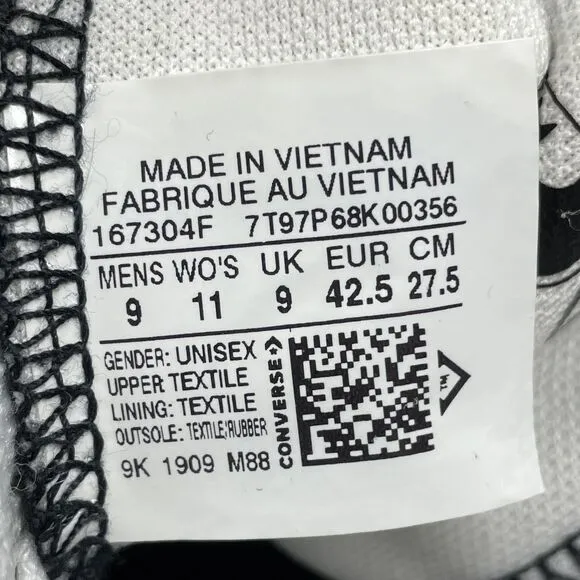 MADE IN VIETNAM
FABRIQUE AU VIETNAM
167304F 7T97P68K00356
MENS WO'S UK EUR CM
9 11 9 42.5 27.5
GENDER: UNISEX
UPPER: TEXTILE
LINING: TEXTILE
OUTSOLE: TEXTILE;RUBBER
9K 1909 M88
CONVERSE
TM